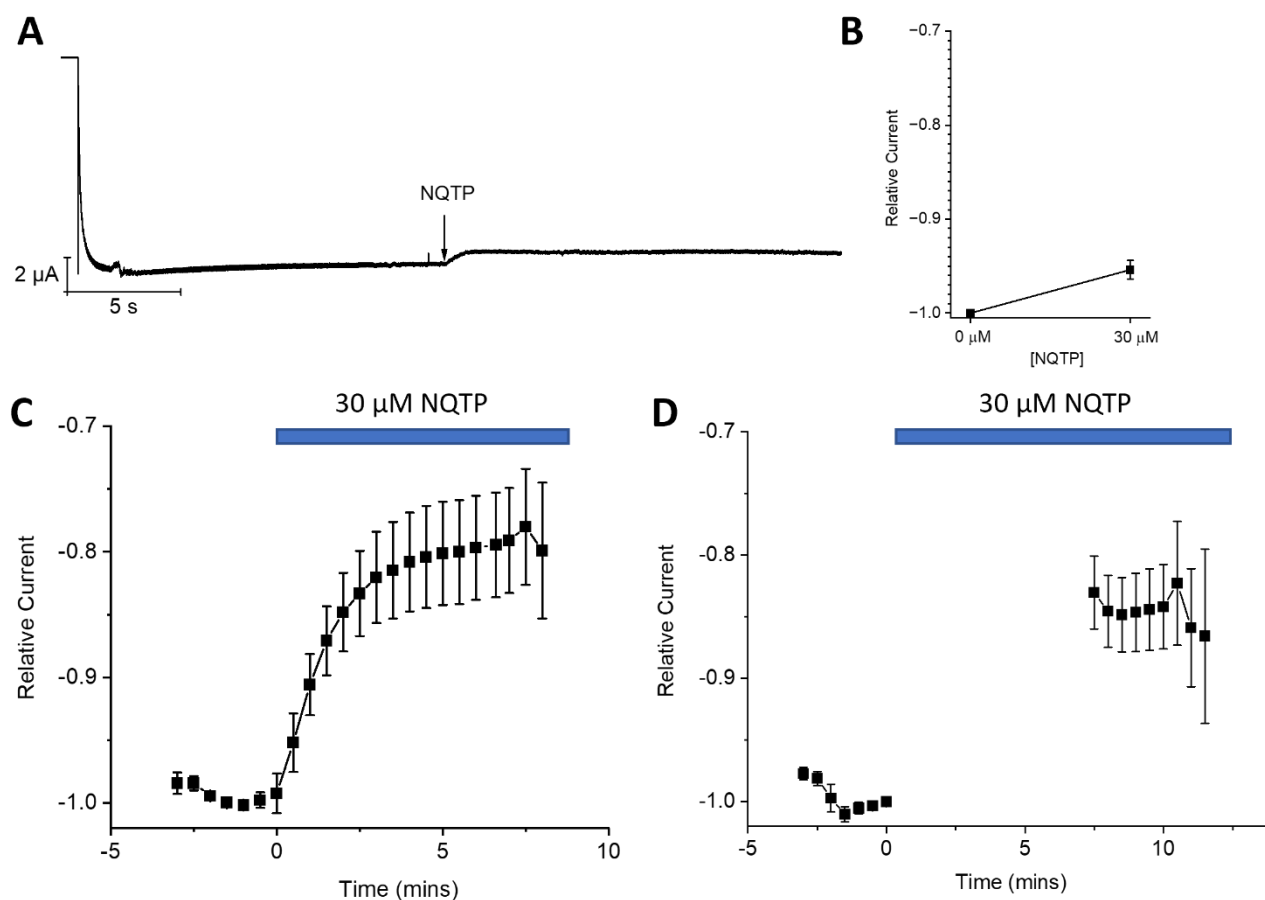 A
NQTP
2 µA
5 s
B
−0.7
−0.8
−0.9
−1.0
Relative Current
0 µM
30 µM
[NQTP]
C
30 µM NQTP
-0.7
-0.8
-0.9
-1.0
Relative Current
-5
0
5
10
Time (mins)
D
30 µM NQTP
-0.7
-0.8
-0.9
-1.0
Relative Current
-5
0
5
10
Time (mins)